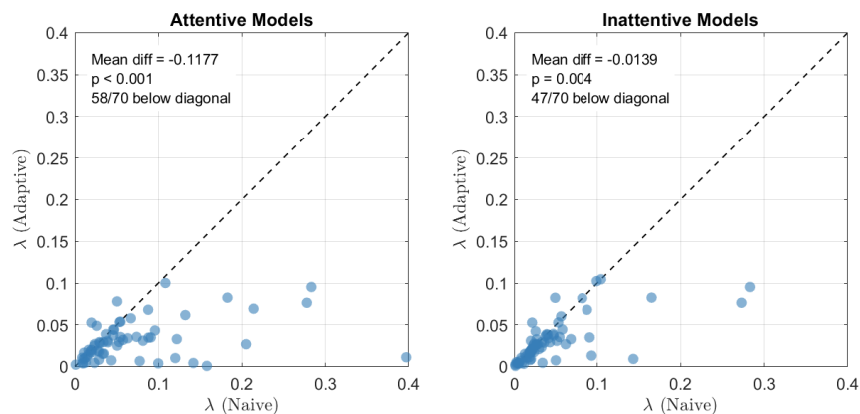 Attentive Models
Mean diff = -0.1177
p < 0.001
58/70 below diagonal
0.4
0.35
0.3
0.25
0.2
0.15
0.1
0.05
0
λ (Adaptive)
0
0.1
0.2
0.3
0.4
λ (Naive)
Inattentive Models
Mean diff = -0.0139
p = 0.004
47/70 below diagonal
0.4
0.35
0.3
0.25
0.2
0.15
0.1
0.05
0
λ (Adaptive)
0
0.1
0.2
0.3
0.4
λ (Naive)